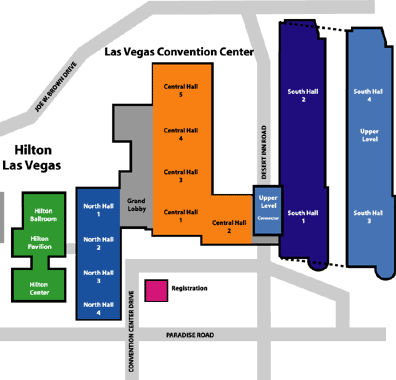 JOE W. BROWN DRIVE
Las Vegas Convention Center
Hilton
Las Vegas
Hilton
Ballroom
Hilton
Pavilion
Hilton
Center
North Hall
1
North Hall
2
North Hall
3
North Hall
4
Grand
Lobby
Central Hall
5
Central Hall
4
Central Hall
3
Central Hall
1
Central Hall
2
DESERT INN ROAD
Upper
Level
Connector
South Hall
2
South Hall
1
South Hall
4
Upper
Level
South Hall
3
Registration
CONVENTION CENTER DRIVE
PARADISE ROAD